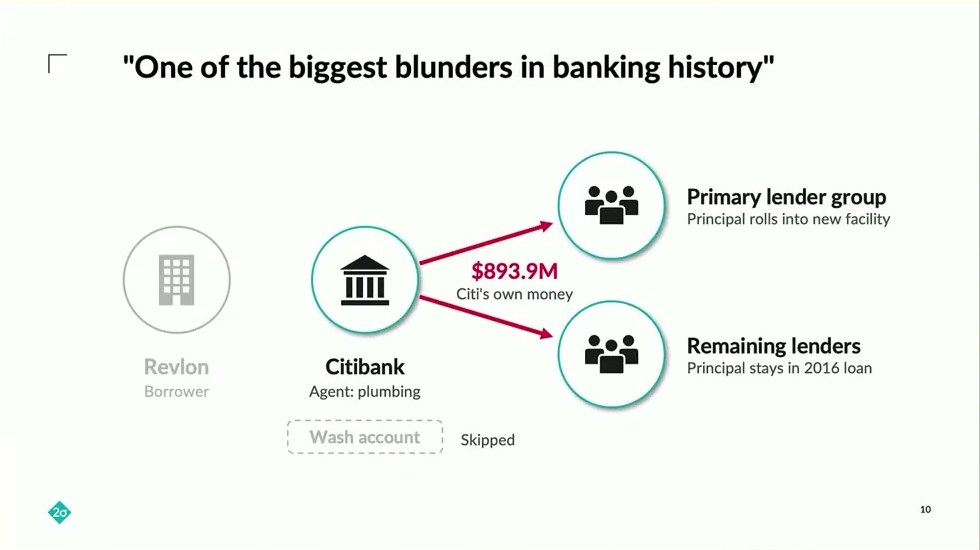 "One of the biggest blunders in banking history"
Primary lender group
Principal rolls into new facility
$893.9M
Citi's own money
Revlon
Borrower
Citibank
Agent: plumbing
Remaining lenders
Principal stays in 2016 loan
Wash account
Skipped
2σ
10